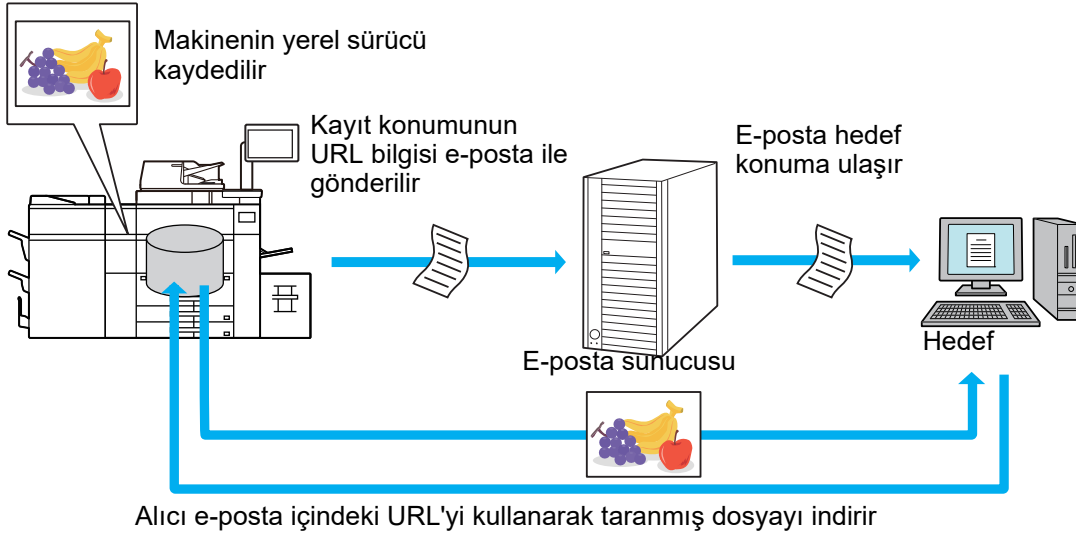 Makinenin yerel sürücü
kaydedilir
Kayıt konumunun
URL bilgisi e-posta ile
gönderilir
E-posta hedef
konuma ulaşır
E-posta sunucusu
Hedef
Alıcı e-posta içindeki URL'yi kullanarak taranmış dosyayı indirir